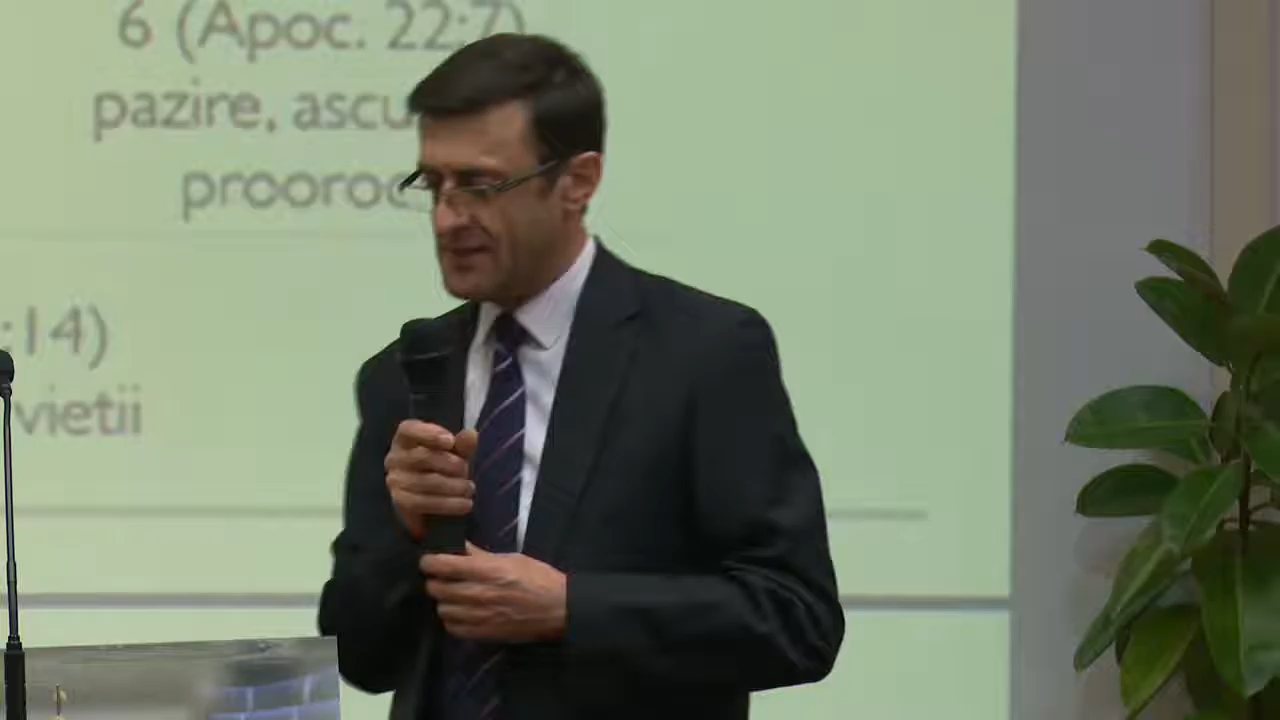 6 (Apoc. 22:7)
pazire, ascu
prooroc
:14)
vietii